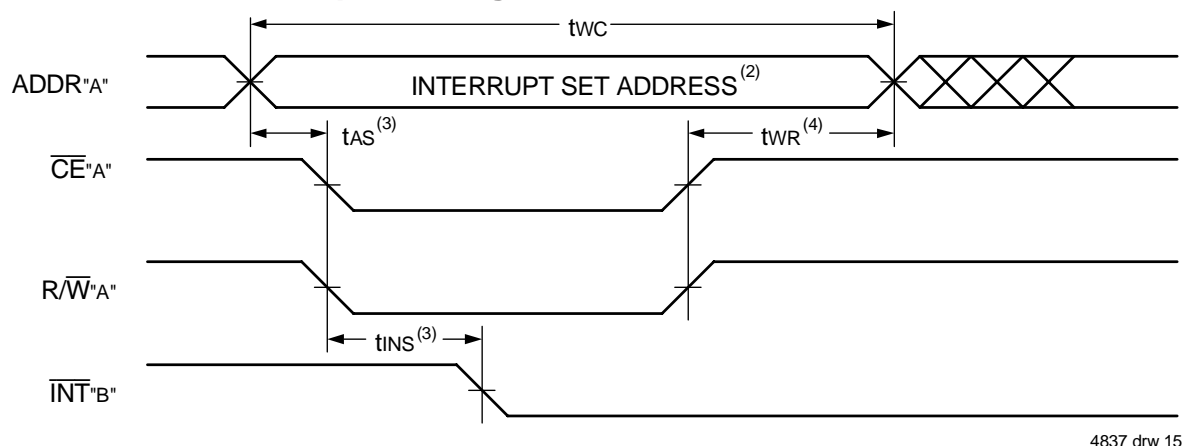 tWC
ADDR"A"
INTERRUPT SET ADDRESS(2)
tAS(3)
tWR(4)
CE"A"
R/W"A"
tINS(3)
INT"B"
4837 drw 15